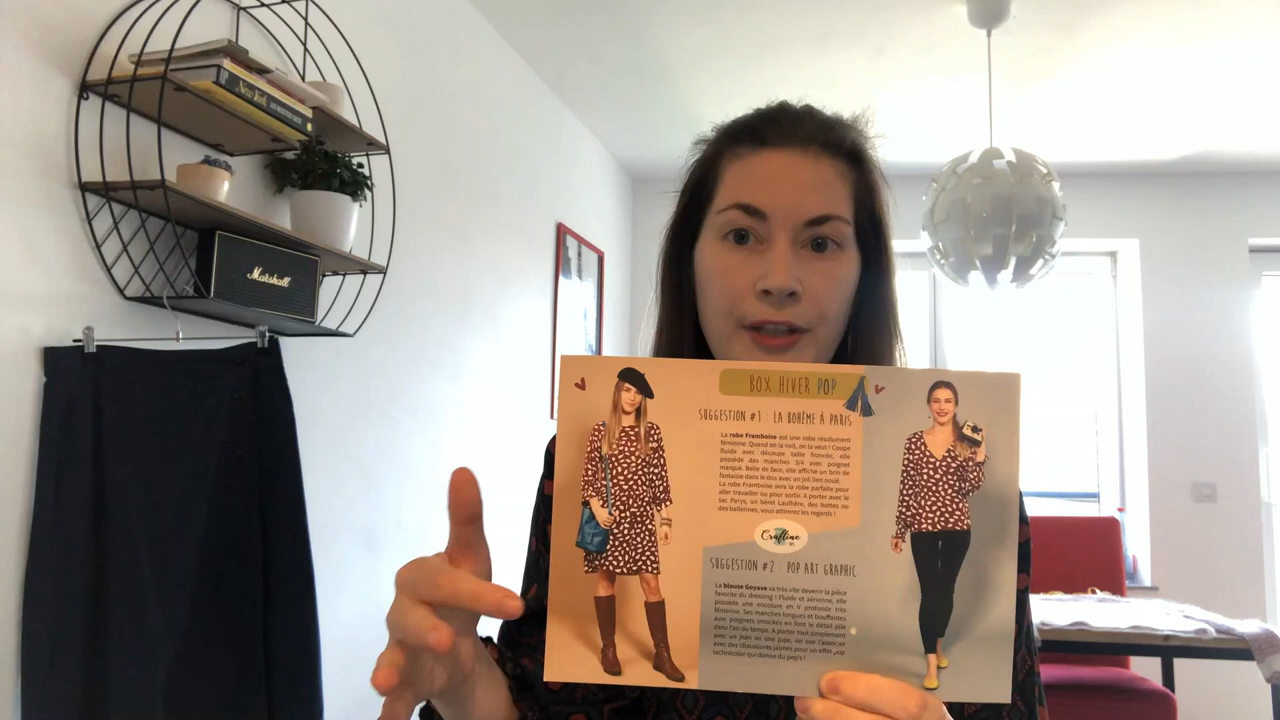 New York
Marshall
BOX HIVER POP
SUGGESTION #1 : LA BOHÈME À PARIS
La robe Framboise est une robe résolument
féminine. Quand on la voit, on la veut ! Coupe
fluide avec découpe taille froncée, elle
possède des manches 3/4 avec poignet
marqué. Belle de face, elle affiche un brin de
fantaisie dans le dos avec un joli lien noué.
La robe Framboise sera la robe parfaite pour
aller travailler ou pour sortir. A porter avec le
sac Parys, un béret Laulhère, des bottes ou
des ballerines, vous attirerez les regards !
Craftine
BOX
SUGGESTION #2 : POP ART GRAPHIC
La blouse Goyave va très vite devenir la pièce
favorite du dressing ! Fluide et aérienne, elle
possède une encolure en V profonde très
féminine. Ses manches longues et bouffantes
avec poignets smockés en font le détail pile
dans l'air du temps. A porter tout simplement
avec un jean ou une jupe, on ose l'associer
avec des chaussures jaunes pour un effet pop
technicolor qui donne du pep's !